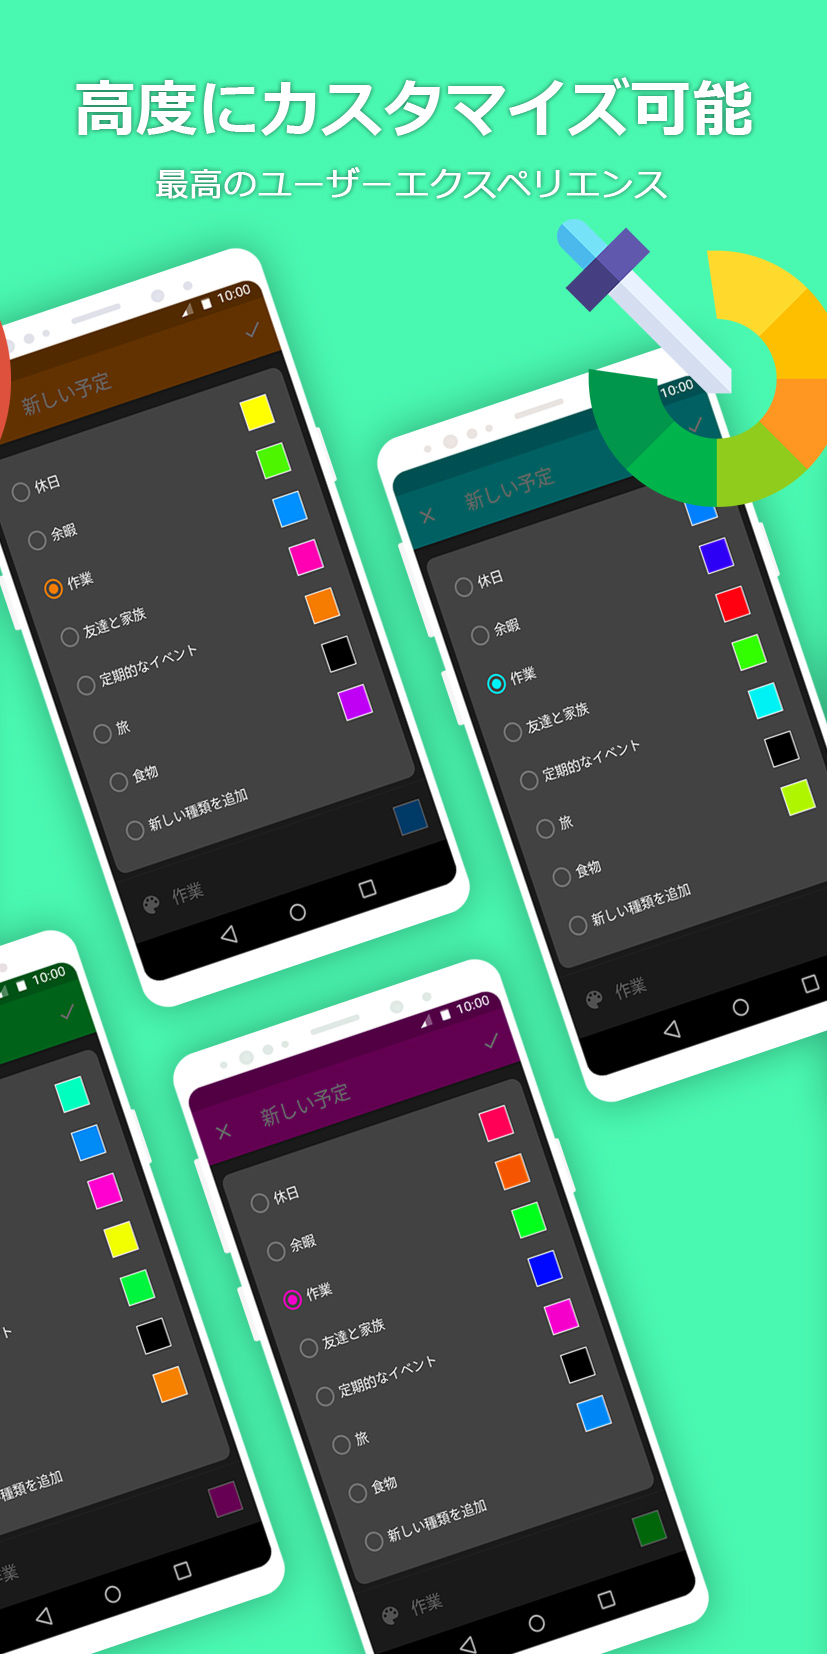 高度にカスタマイズ可能
最高のユーザーエクスペリエンス
10:00
新しい予定
休日
余暇
作業
友達と家族
定期的なイベント
旅
食物
新しい種類を追加
作業
10:00
新しい予定
休日
余暇
作業
友達と家族
定期的なイベント
旅
食物
新しい種類を追加
作業
10:00
ト
種類を追加
作業
10:00
新しい予定
休日
余暇
作業
友達と家族
定期的なイベント
旅
食物
新しい種類を追加
作業